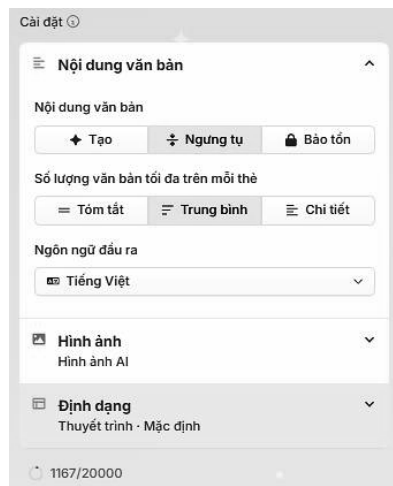 Cài đặt
Nội dung văn bản
Nội dung văn bản
Tạo
Ngưng tụ
Bảo tồn
Số lượng văn bản tối đa trên mỗi thẻ
Tóm tắt
Trung bình
Chi tiết
Ngôn ngữ đầu ra
Tiếng Việt
Hình ảnh
Hình ảnh AI
Định dạng
Thuyết trình · Mặc định
1167/20000